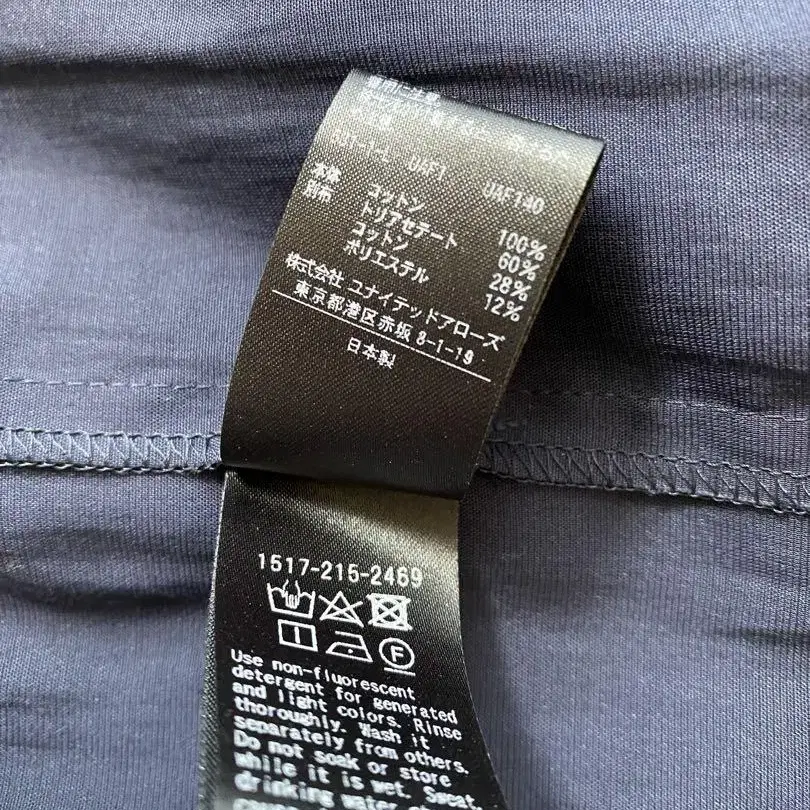 UAF1 UAF140
本体 コットン 100%
別布 トリアセテート 60%
コットン 28%
ポリエステル 12%
株式会社 ユナイテッドアローズ
東京都港区赤坂 8-1-19
日本製
1517-215-2469
F
Use non-fluorescent
detergent for generated
and light colors. Rinse
thoroughly. Wash it
separately from others.
Do not soak or store
while it is wet. Sweat,
drinking water